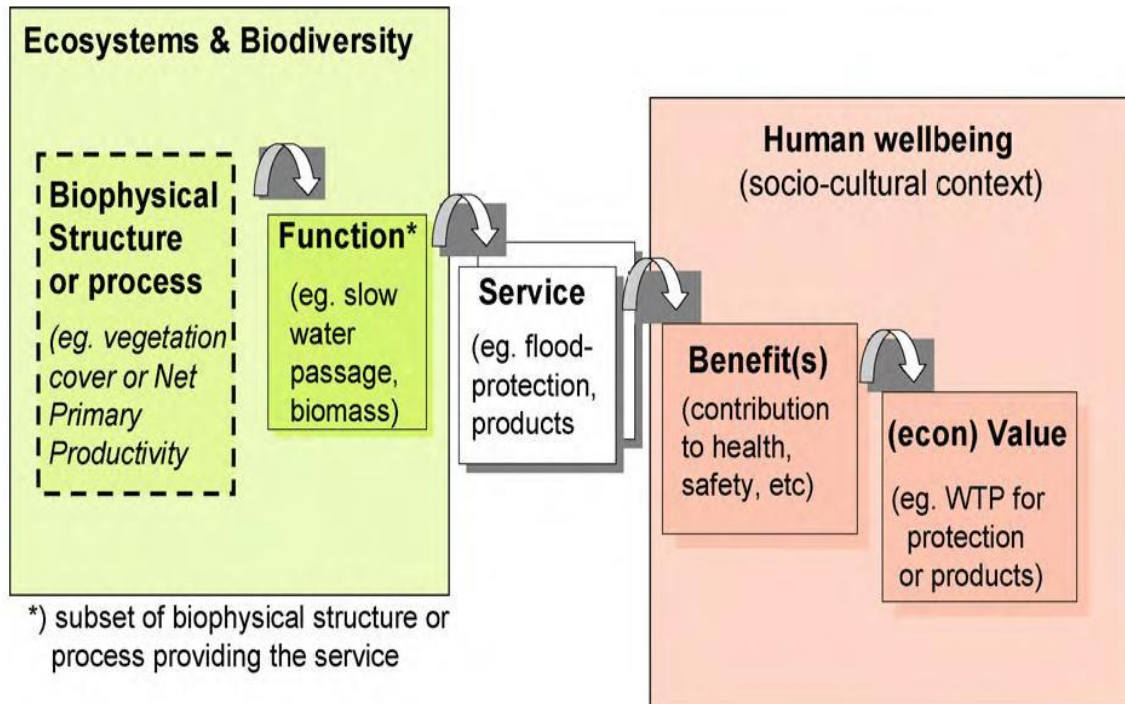 Ecosystems & Biodiversity
Biophysical
Structure
or process
(eg. vegetation
cover or Net
Primary
Productivity
Function*
(eg. slow
water
passage,
biomass)
Service
(eg. flood-
protection,
products
Human wellbeing
(socio-cultural context)
Benefit(s)
(contribution
to health,
safety, etc)
(econ) Value
(eg. WTP for
protection
or products)
*) subset of biophysical structure or
process providing the service